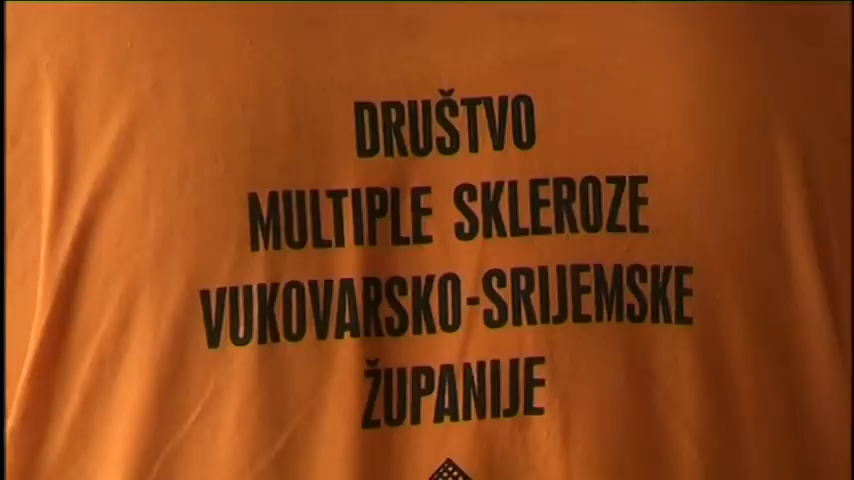 DRUŠTVO
MULTIPLE SKLEROZE
VUKOVARSKO-SRIJEMSKE
ŽUPANIJE